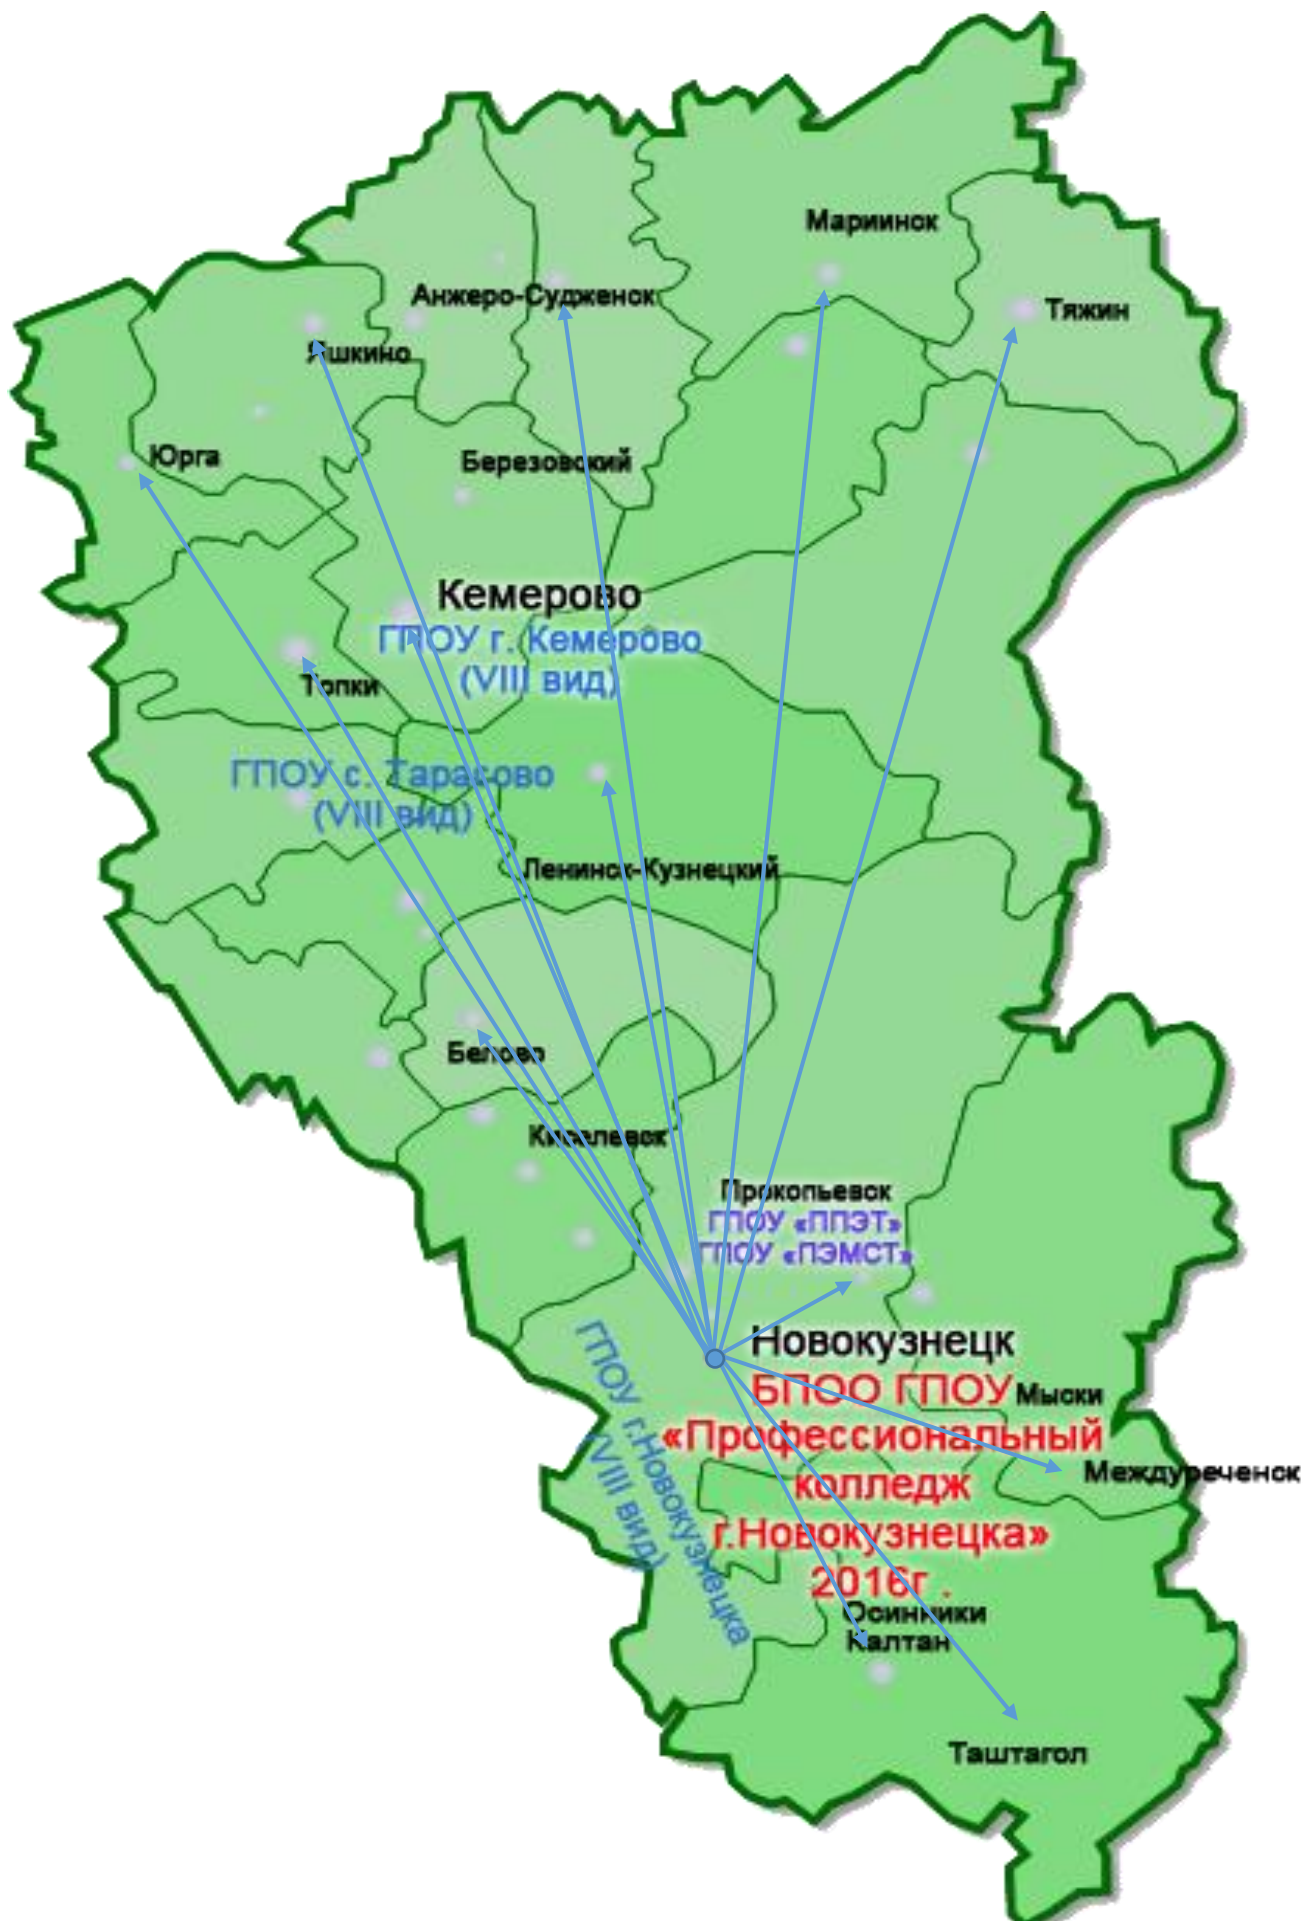 Мариинск
Анжеро-Судженск
Тяжин
Яшкино
Юрга
Березовский
Кемерово
ГПОУ г. Кемерово
(VIII вид)
Топки
ГПОУ с. Тарасово
(VIII вид)
Ленинск-Кузнецкий
Белово
Киселевск
Прокопьевск
ГПОУ «ППЭТ»
ГПОУ «ПЭМСТ»
Новокузнецк
БПОО ГПОУ
«Профессиональный
колледж
г.Новокузнецка»
2016г .
Мыски
Междуреченск
ГПОУ г.Новокузнецка
(VIII вид)
Осинники
Калтан
Таштагол